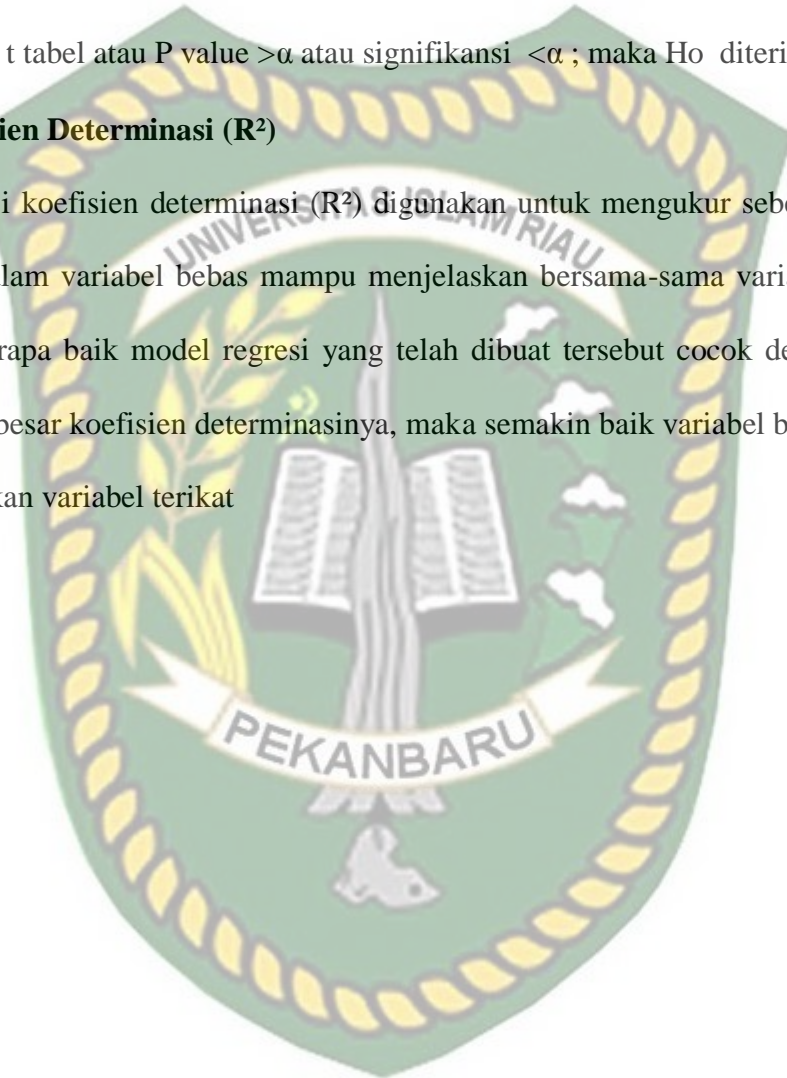 t tabel atau P value >α atau signifikansi <α ; maka Ho diteri
ien Determinasi (R²)
i koefisien determinasi (R²) digunakan untuk mengukur sebe
UNIVERSITAS ISLAM RIAU
lam variabel bebas mampu menjelaskan bersama-sama varia
rapa baik model regresi yang telah dibuat tersebut cocok de
besar koefisien determinasinya, maka semakin baik variabel b
kan variabel terikat
PEKANBARU